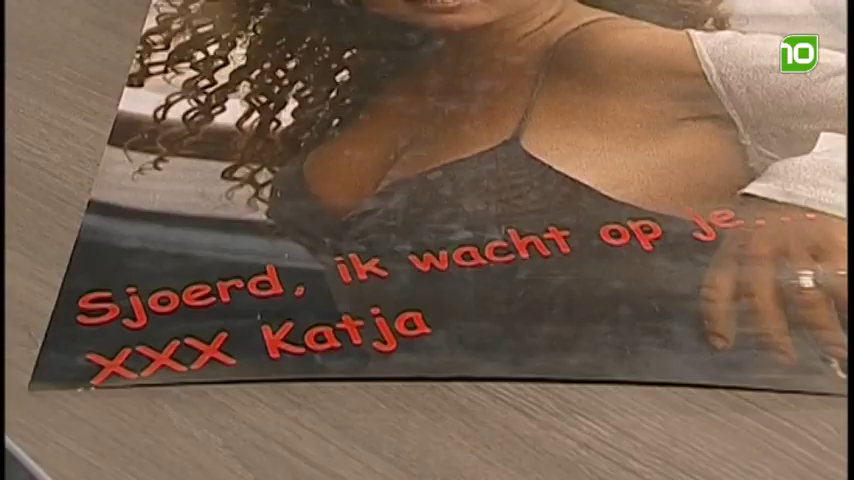 10
Sjoerd, ik wacht op je.....
XXX Katja